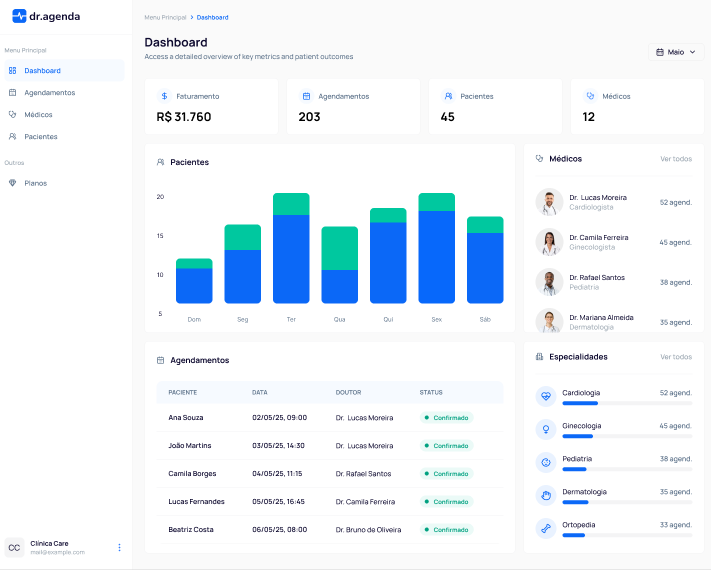 dr.agenda
Menu Principal
Dashboard
Agendamentos
Médicos
Pacientes
Outros
Planos
CC
Clínica Care
mail@example.com
Menu Principal > Dashboard
Dashboard
Access a detailed overview of key metrics and patient outcomes
Maio
Faturamento
R$ 31.760
Agendamentos
203
Pacientes
45
Médicos
12
Pacientes
20
15
10
5
Dom Seg Ter Qua Qui Sex Sáb
Médicos Ver todos
Dr. Lucas Moreira
Cardiologista
52 agend.
Dr. Camila Ferreira
Ginecologista
45 agend.
Dr. Rafael Santos
Pediatria
38 agend.
Dr. Mariana Almeida
Dermatologia
35 agend.
Agendamentos
PACIENTE DATA DOUTOR STATUS
Ana Souza 02/05/25, 09:00 Dr. Lucas Moreira Confirmado
João Martins 03/05/25, 14:30 Dr. Lucas Moreira Confirmado
Camila Borges 04/05/25, 11:15 Dr. Rafael Santos Confirmado
Lucas Fernandes 05/05/25, 16:45 Dr. Camila Ferreira Confirmado
Beatriz Costa 06/05/25, 08:00 Dr. Bruno de Oliveira Confirmado
Especialidades Ver todos
Cardiologia 52 agend.
Ginecologia 45 agend.
Pediatria 38 agend.
Dermatologia 35 agend.
Ortopedia 33 agend.